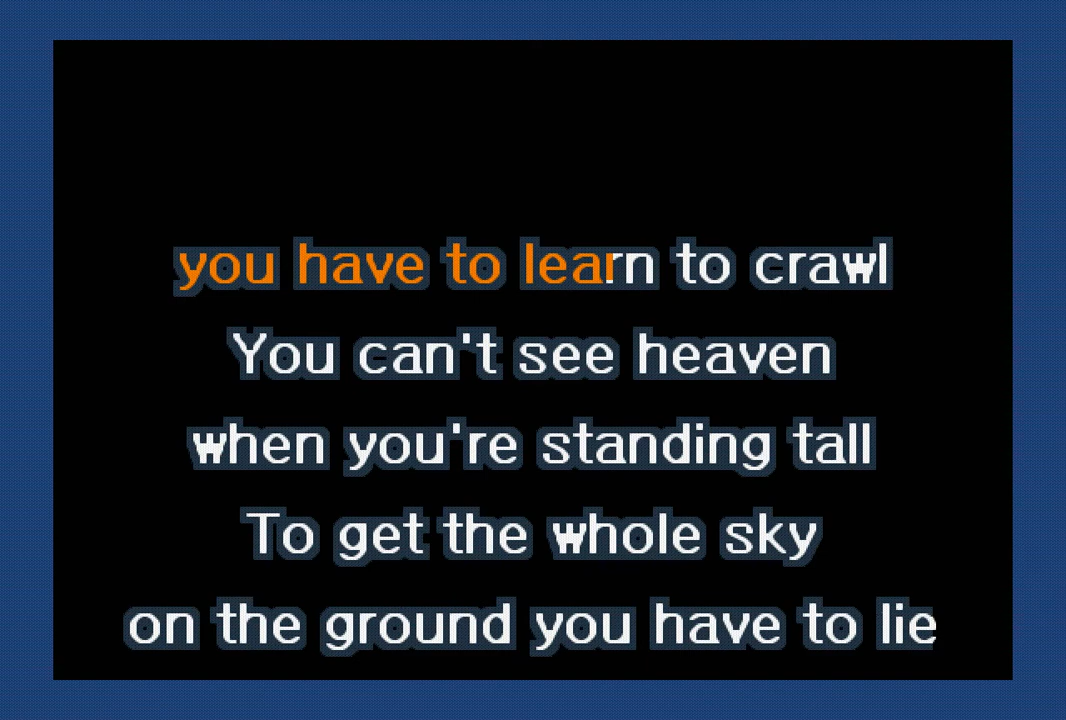 you have to learn to crawl
You can't see heaven
when you're standing tall
To get the whole sky
on the ground you have to lie